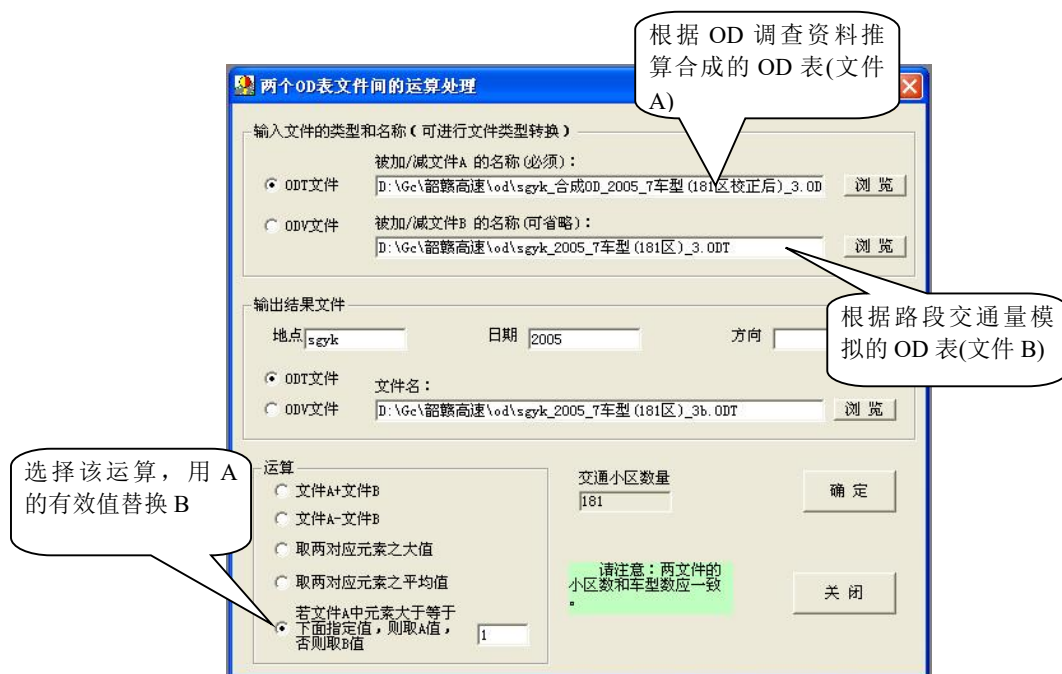 根据 OD 调查资料推
算合成的 OD 表(文件
A)
两个OD表文件间的运算处理
输入文件的类型和名称(可进行文件类型转换)
被加/减文件A 的名称(必须):
ODT文件
D:\Gc\韶赣高速\od\sgyk_合成OD_2005_7车型(181区校正后)_3.OD
浏 览
ODV文件
被加/减文件B 的名称(可省略):
D:\Gc\韶赣高速\od\sgyk_2005_7车型(181区)_3.ODT
浏 览
根据路段交通量模
拟的 OD 表(文件 B)
输出结果文件
地点
sgyk
日期
2005
方向
ODT文件
文件名:
ODV文件
D:\Gc\韶赣高速\od\sgyk_2005_7车型(181区)_3b.ODT
浏 览
选择该运算，用 A
的有效值替换 B
运算
文件A+文件B
文件A-文件B
取两对应元素之大值
取两对应元素之平均值
若文件A中元素大于等于
下面指定值,则取A值,
否则取B值
1
交通小区数量
181
确 定
请注意:两文件的
小区数和车型数应一致
。
关 闭